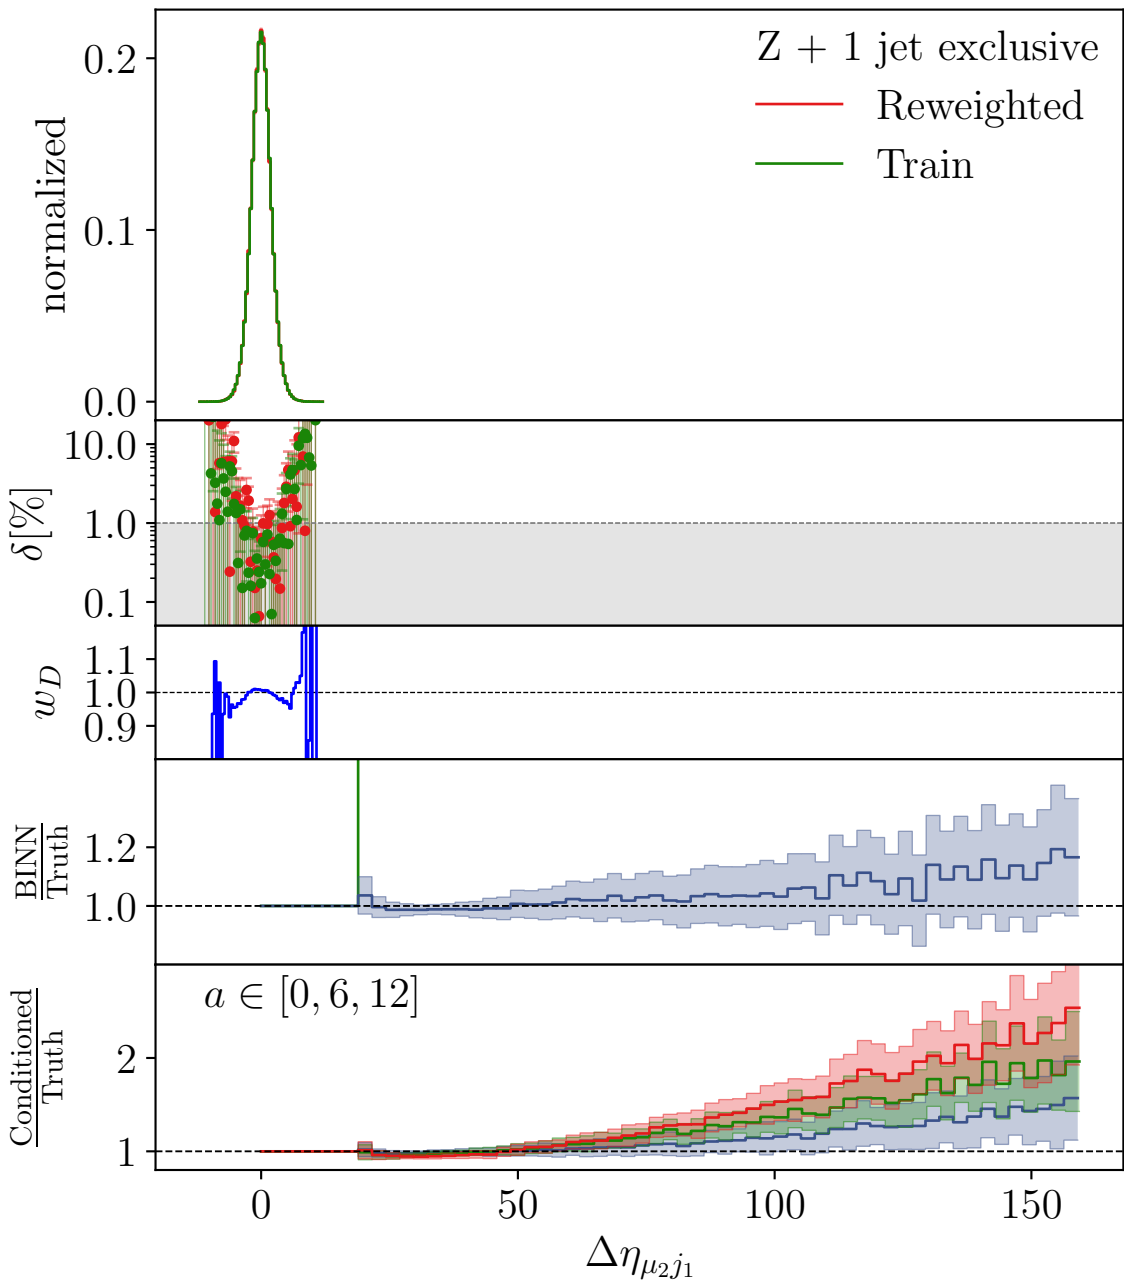 Z + 1 jet exclusive
Reweighted
Train
normalized
0.2
0.1
0.0
δ[%]
10.0
1.0
0.1
w_D
1.1
1.0
0.9
BINN
Truth
1.2
1.0
a ∈ [0, 6, 12]
Conditioned
Truth
2
1
0 50 100 150
Δη_{μ_2 j_1}